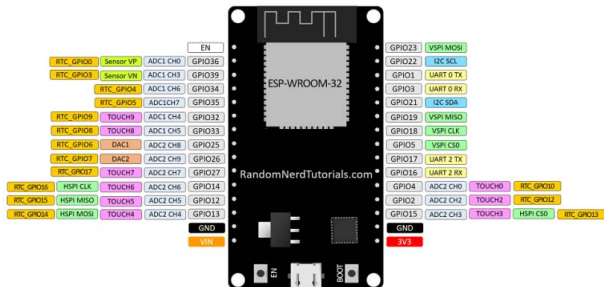 EN
RTC_GPIO0 Sensor VP ADC1 CH0 GPIO36
RTC_GPIO3 Sensor VN ADC1 CH3 GPIO39
RTC_GPIO4 ADC1 CH6 GPIO34
RTC_GPIO5 ADC1CH7 GPIO35
RTC_GPIO9 TOUCH9 ADC1 CH4 GPIO32
RTC_GPIO8 TOUCH8 ADC1 CH5 GPIO33
RTC_GPIO6 DAC1 ADC2 CH8 GPIO25
RTC_GPIO7 DAC2 ADC2 CH9 GPIO26
RTC_GPIO17 TOUCH7 ADC2 CH7 GPIO27
RTC_GPIO16 HSPI CLK TOUCH6 ADC2 CH6 GPIO14
RTC_GPIO15 HSPI MISO TOUCH5 ADC2 CH5 GPIO12
RTC_GPIO14 HSPI MOSI TOUCH4 ADC2 CH4 GPIO13
GND
VIN
ESP-WROOM-32
RandomNerdTutorials.com
EN
BOOT
GPIO23 VSPI MOSI
GPIO22 I2C SCL
GPIO1 UART 0 TX
GPIO3 UART 0 RX
GPIO21 I2C SDA
GPIO19 VSPI MISO
GPIO18 VSPI CLK
GPIO5 VSPI CS0
GPIO17 UART 2 TX
GPIO16 UART 2 RX
GPIO4 ADC2 CH0 TOUCH0 RTC_GPIO10
GPIO2 ADC2 CH2 TOUCH2 RTC_GPIO12
GPIO15 ADC2 CH3 TOUCH3 HSPI CS0 RTC_GPIO13
GND
3V3